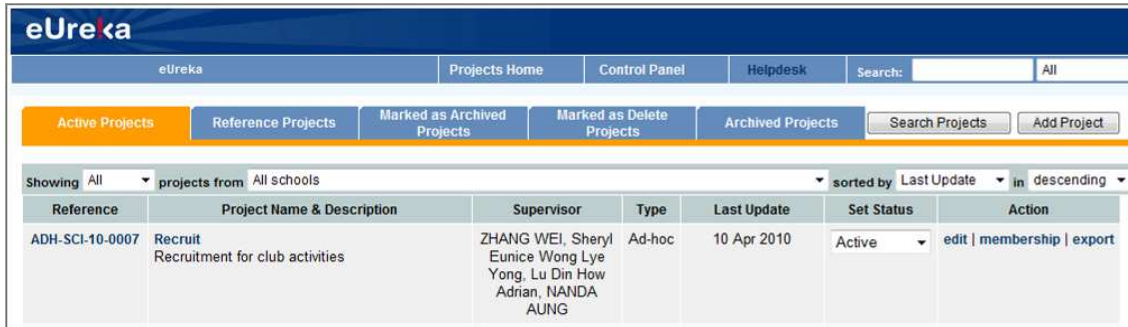 eUreka
eUreka Projects Home Control Panel Helpdesk Search: All
Active Projects Reference Projects Marked as Archived Projects Marked as Delete Projects Archived Projects Search Projects Add Project
Showing All projects from All schools sorted by Last Update in descending
Reference Project Name & Description Supervisor Type Last Update Set Status Action
ADH-SCI-10-0007 Recruit ZHANG WEI, Sheryl Ad-hoc 10 Apr 2010 Active edit | membership | export
Recruitment for club activities Eunice Wong Lye
Yong, Lu Din How
Adrian, NANDA
AUNG